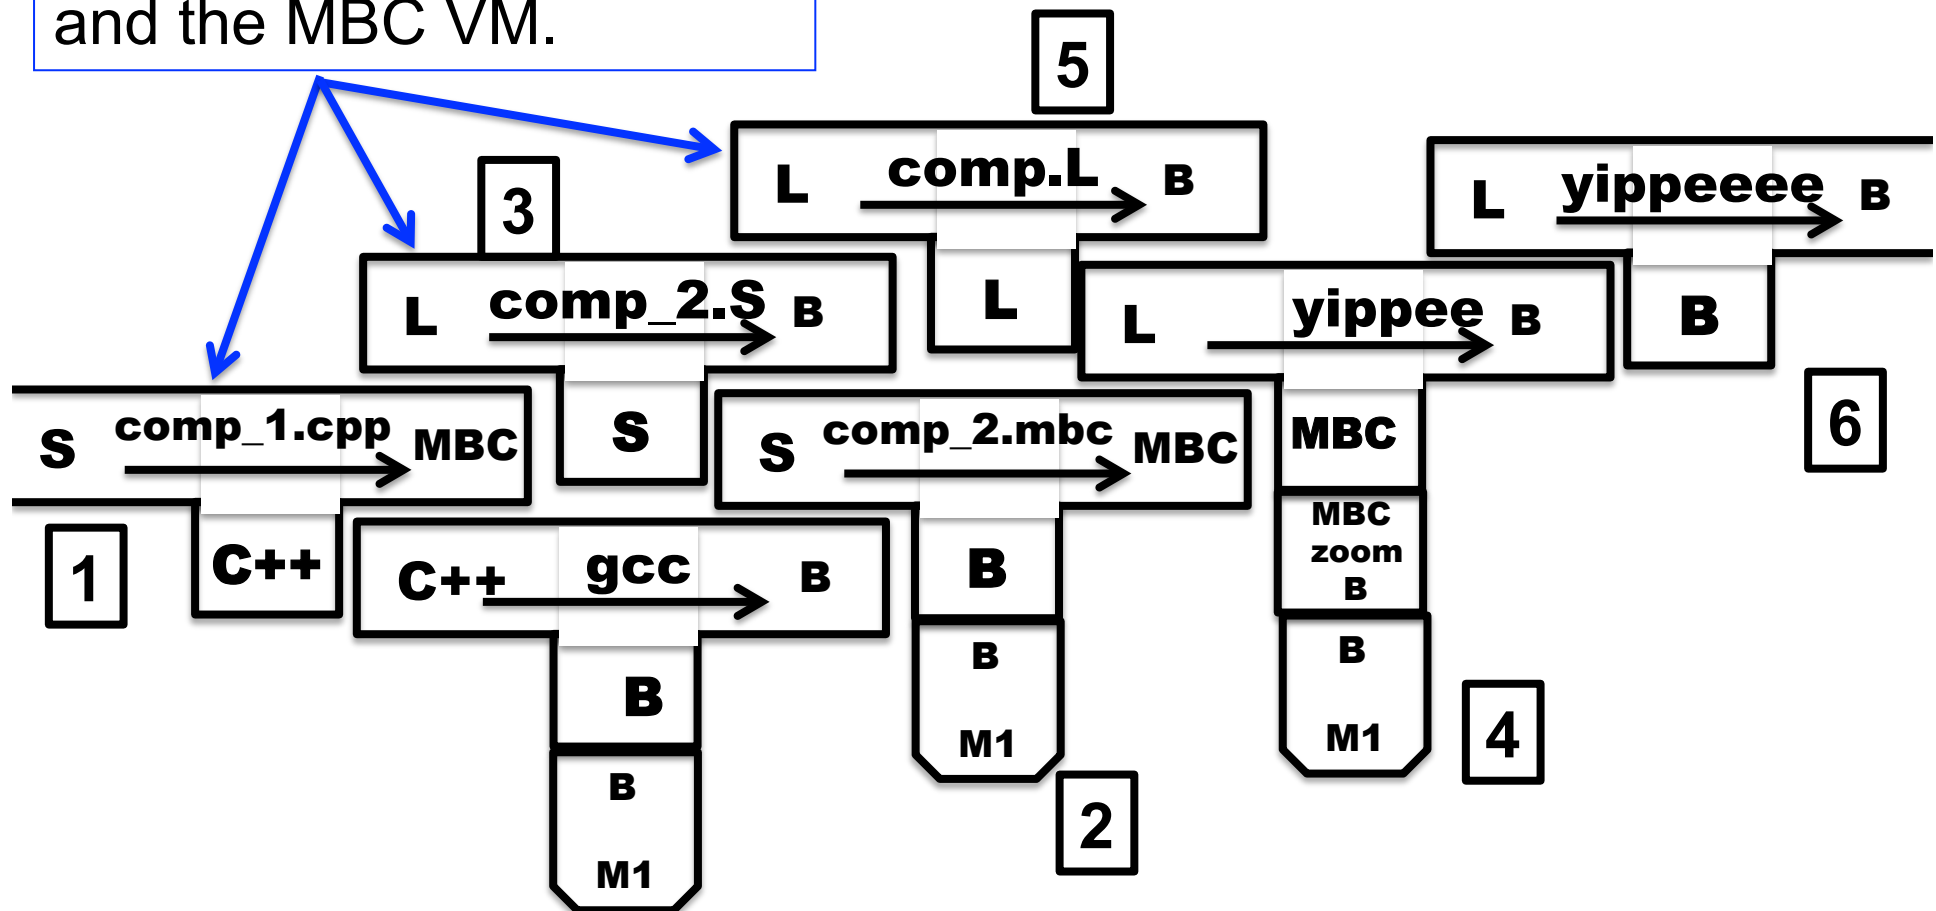 and the MBC VM.
5
L comp.L B
L yippeeee B
3
L comp_2.S B
L
L yippee B
B
S comp_1.cpp MBC
S
S comp_2.mbc MBC
MBC
6
1
C++
C++ gcc B
B
MBC
zoom
B
B
B
M1
B
M1
4
B
M1
2